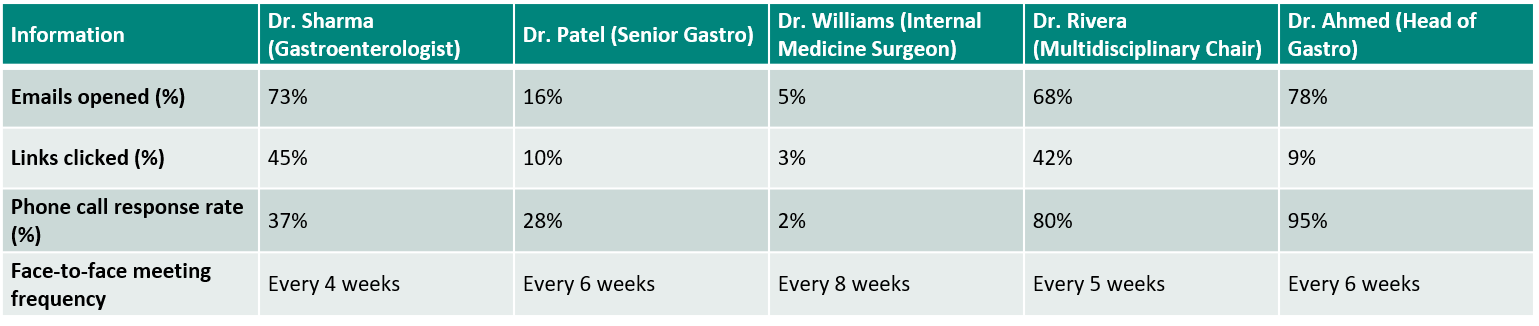 Information
Dr. Sharma
(Gastroenterologist)
Dr. Patel (Senior Gastro)
Dr. Williams (Internal
Medicine Surgeon)
Dr. Rivera
(Multidisciplinary Chair)
Dr. Ahmed (Head of
Gastro)
Emails opened (%)
73%
16%
5%
68%
78%
Links clicked (%)
45%
10%
3%
42%
9%
Phone call response rate
(%)
37%
28%
2%
80%
95%
Face-to-face meeting
frequency
Every 4 weeks
Every 6 weeks
Every 8 weeks
Every 5 weeks
Every 6 weeks